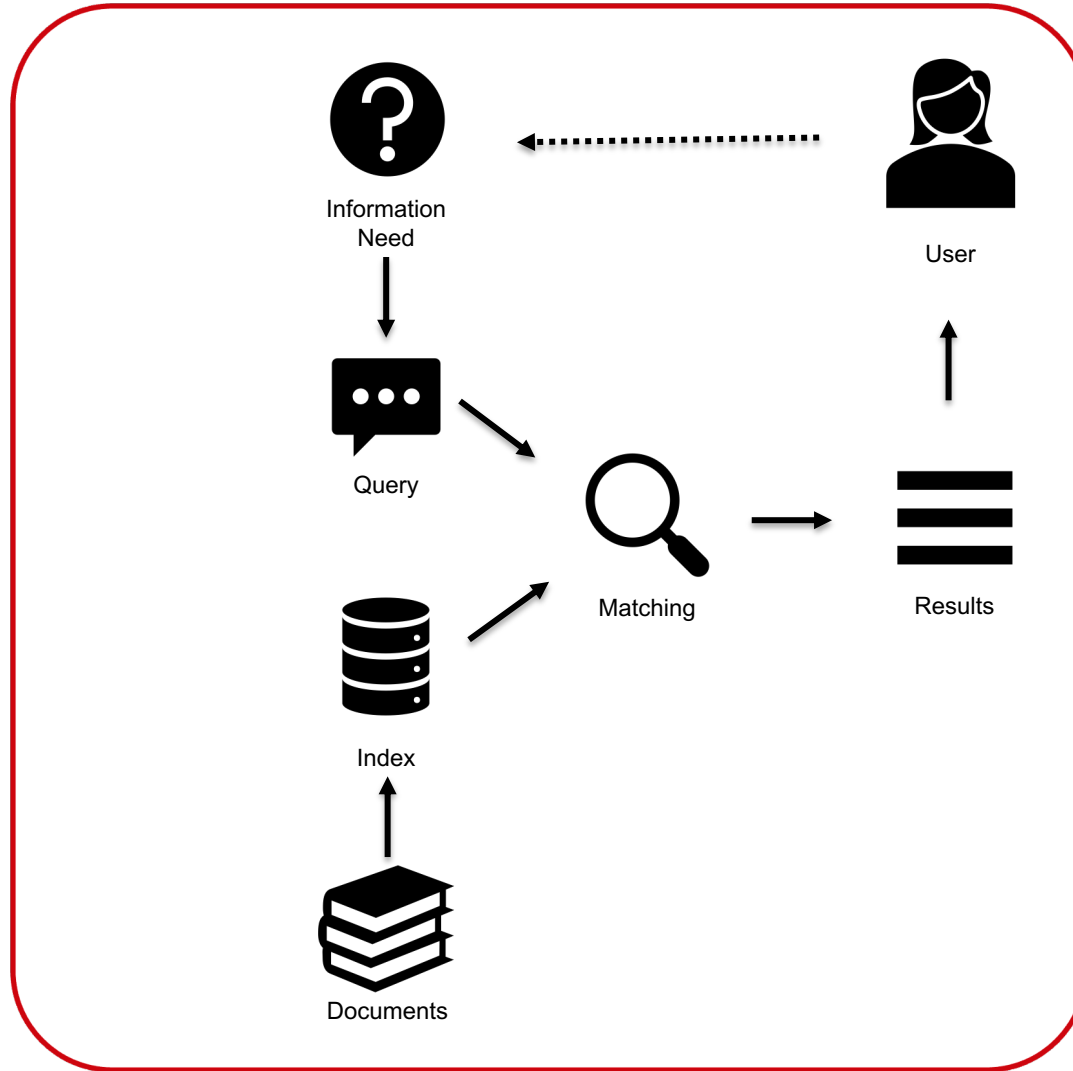 Information
Need
User
Query
Matching
Results
Index
Documents